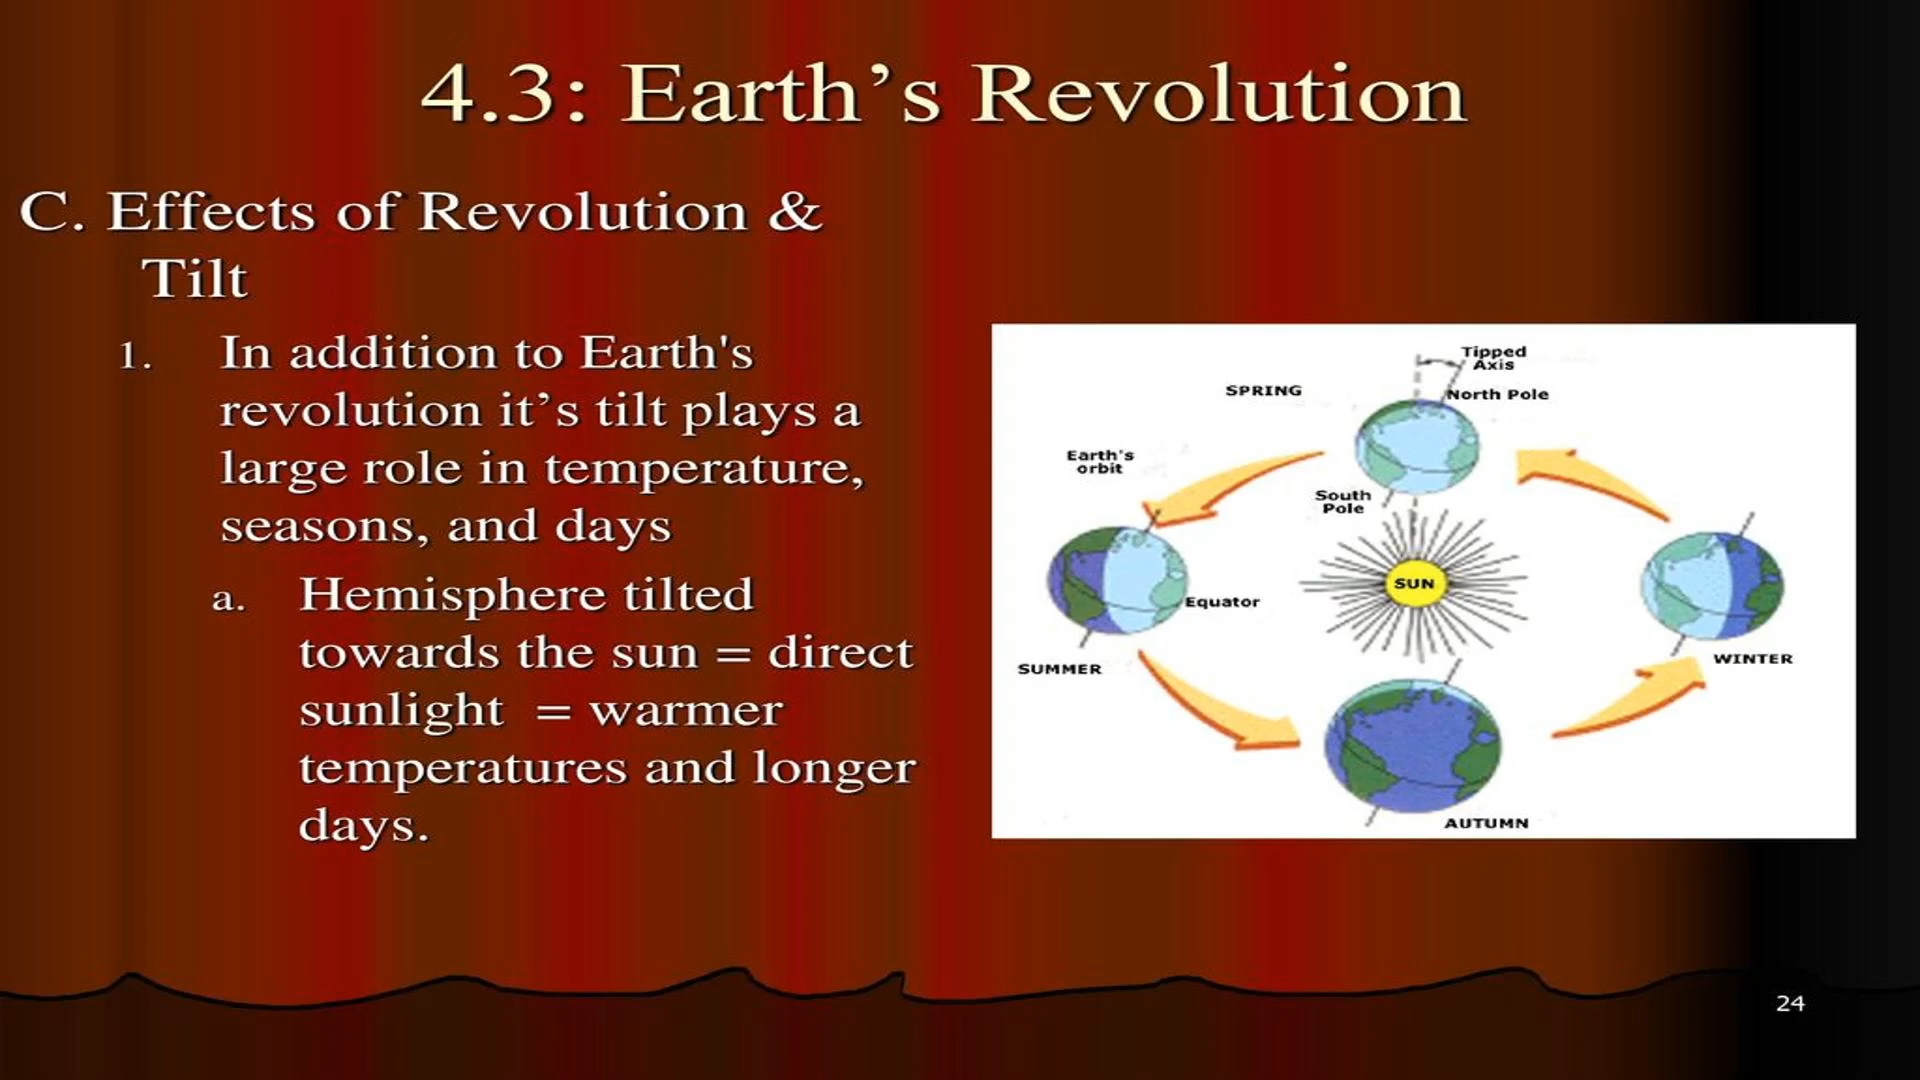 4.3: Earth’s Revolution
C. Effects of Revolution &
Tilt
1. In addition to Earth's
revolution it’s tilt plays a
large role in temperature,
seasons, and days
a. Hemisphere tilted
towards the sun = direct
sunlight = warmer
temperatures and longer
days.
Tipped
Axis
SPRING
North Pole
Earth's
orbit
South
Pole
SUN
Equator
SUMMER
WINTER
AUTUMN
24